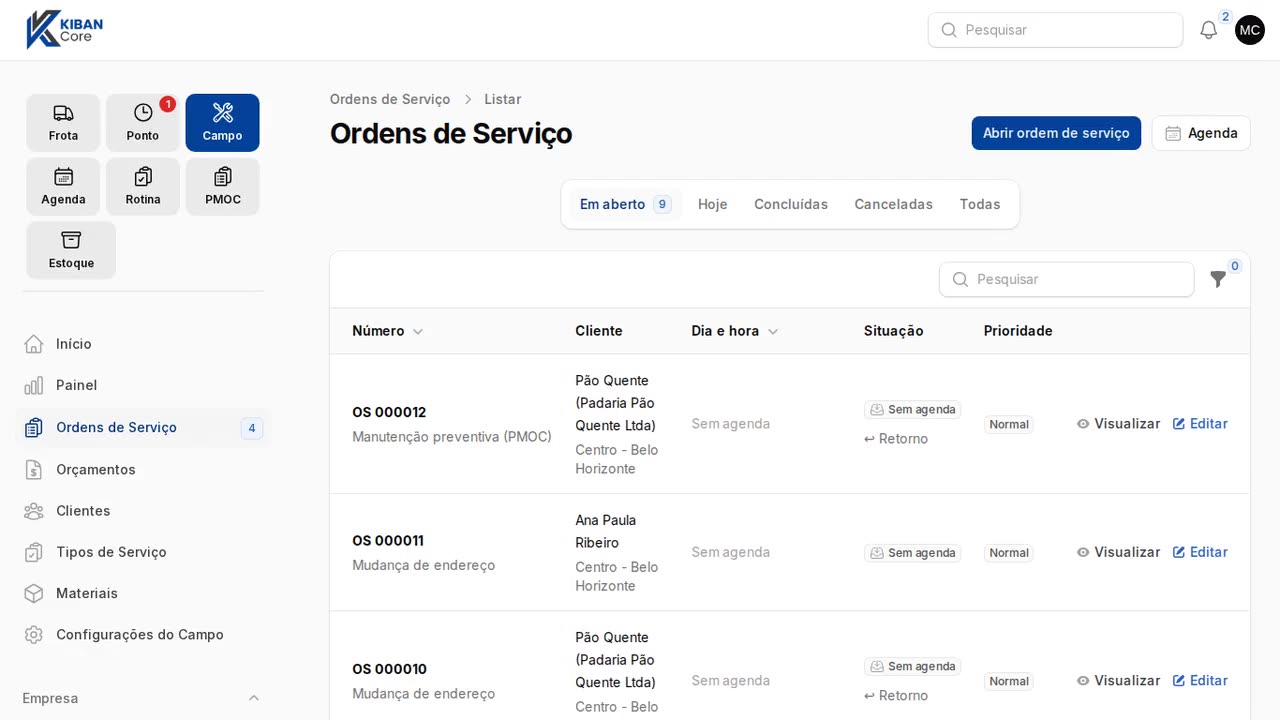 KIBAN
Core
Pesquisar
2
MC
Frota
Ponto
1
Campo
Agenda
Rotina
PMOC
Estoque
Início
Painel
Ordens de Serviço
4
Orçamentos
Clientes
Tipos de Serviço
Materiais
Configurações do Campo
Empresa
Ordens de Serviço
Listar
Ordens de Serviço
Abrir ordem de serviço
Agenda
Em aberto 9
Hoje
Concluídas
Canceladas
Todas
Pesquisar
0
Número
Cliente
Dia e hora
Situação
Prioridade
OS 000012
Manutenção preventiva (PMOC)
Pão Quente
(Padaria Pão
Quente Ltda)
Centro - Belo
Horizonte
Sem agenda
Sem agenda
↩ Retorno
Normal
Visualizar
Editar
OS 000011
Mudança de endereço
Ana Paula
Ribeiro
Centro - Belo
Horizonte
Sem agenda
Sem agenda
Normal
Visualizar
Editar
OS 000010
Mudança de endereço
Pão Quente
(Padaria Pão
Quente Ltda)
Centro - Belo
Sem agenda
Sem agenda
↩ Retorno
Normal
Visualizar
Editar